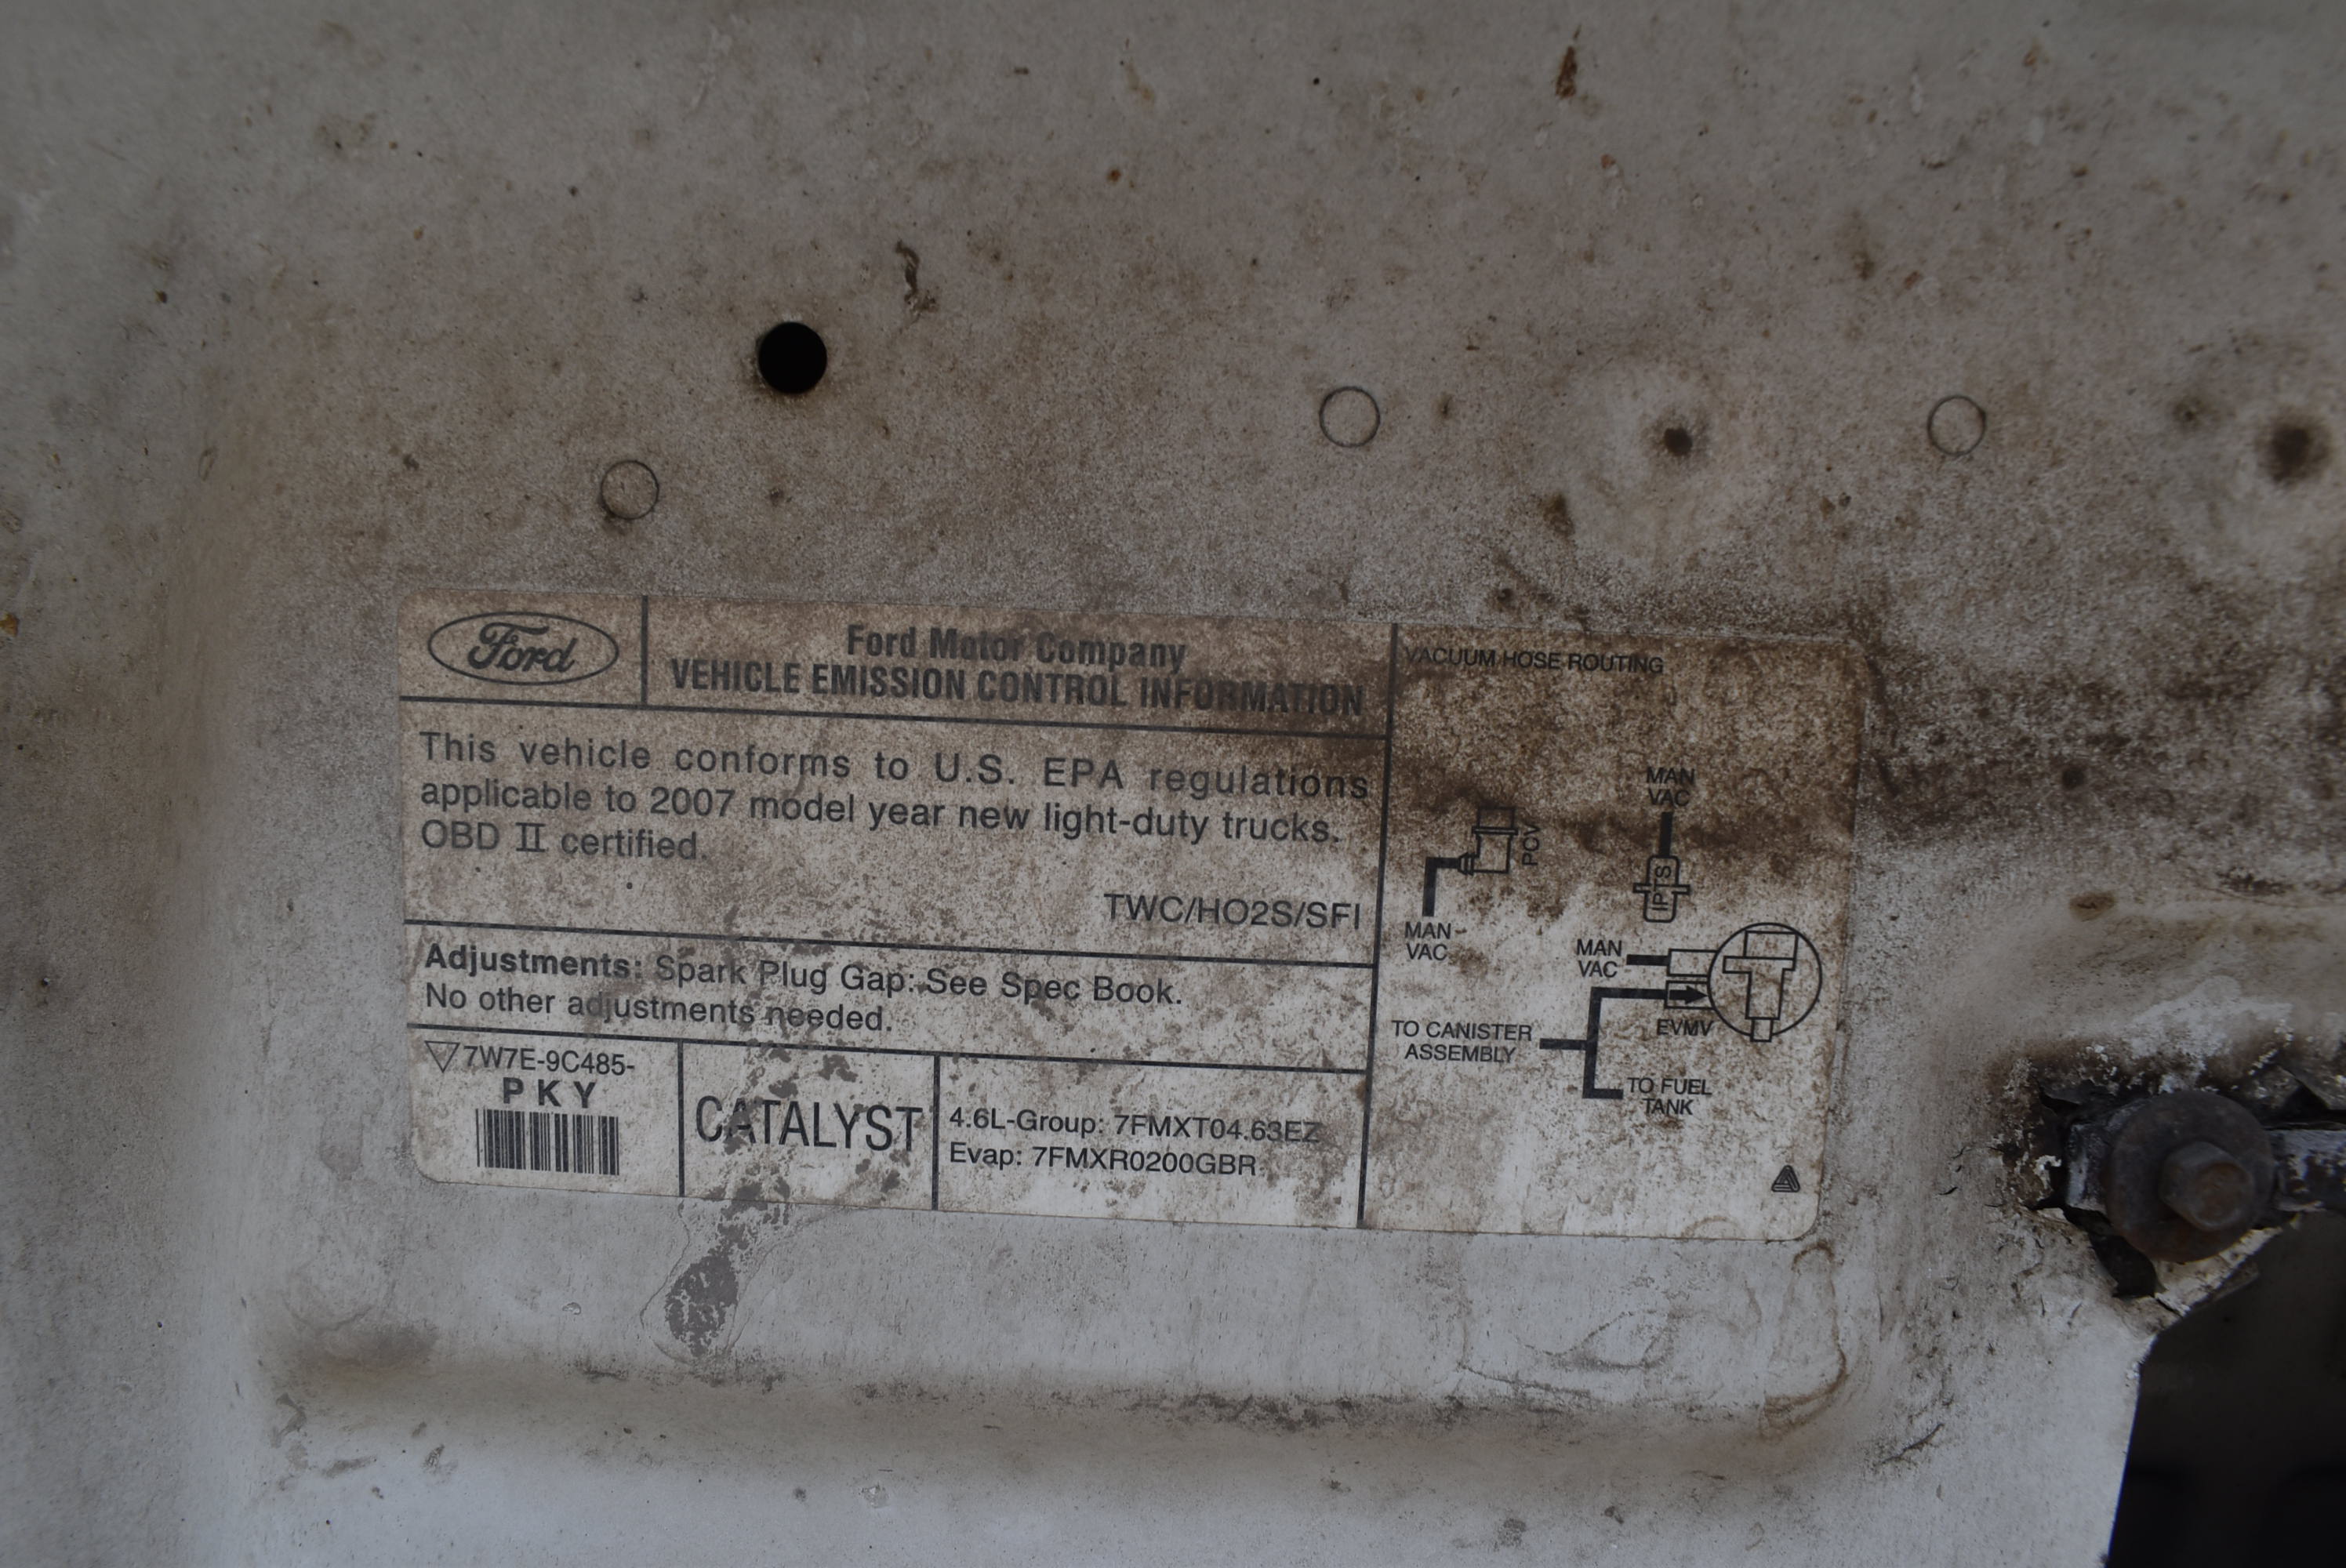 Ford
Ford Motor Company
VEHICLE EMISSION CONTROL INFORMATION
This vehicle conforms to U.S. EPA regulations
applicable to 2007 model year new light-duty trucks.
OBD II certified.
TWC/HO2S/SFI
Adjustments: Spark Plug Gap: See Spec Book.
No other adjustments needed.
7W7E-9C485-
PKY
CATALYST
4.6L-Group: 7FMXT04.63EZ
Evap: 7FMXR0200GBR
VACUUM HOSE ROUTING
MAN
VAC
PCV
IPTS
MAN
VAC
MAN
VAC
EVMV
TO CANISTER
ASSEMBLY
TO FUEL
TANK